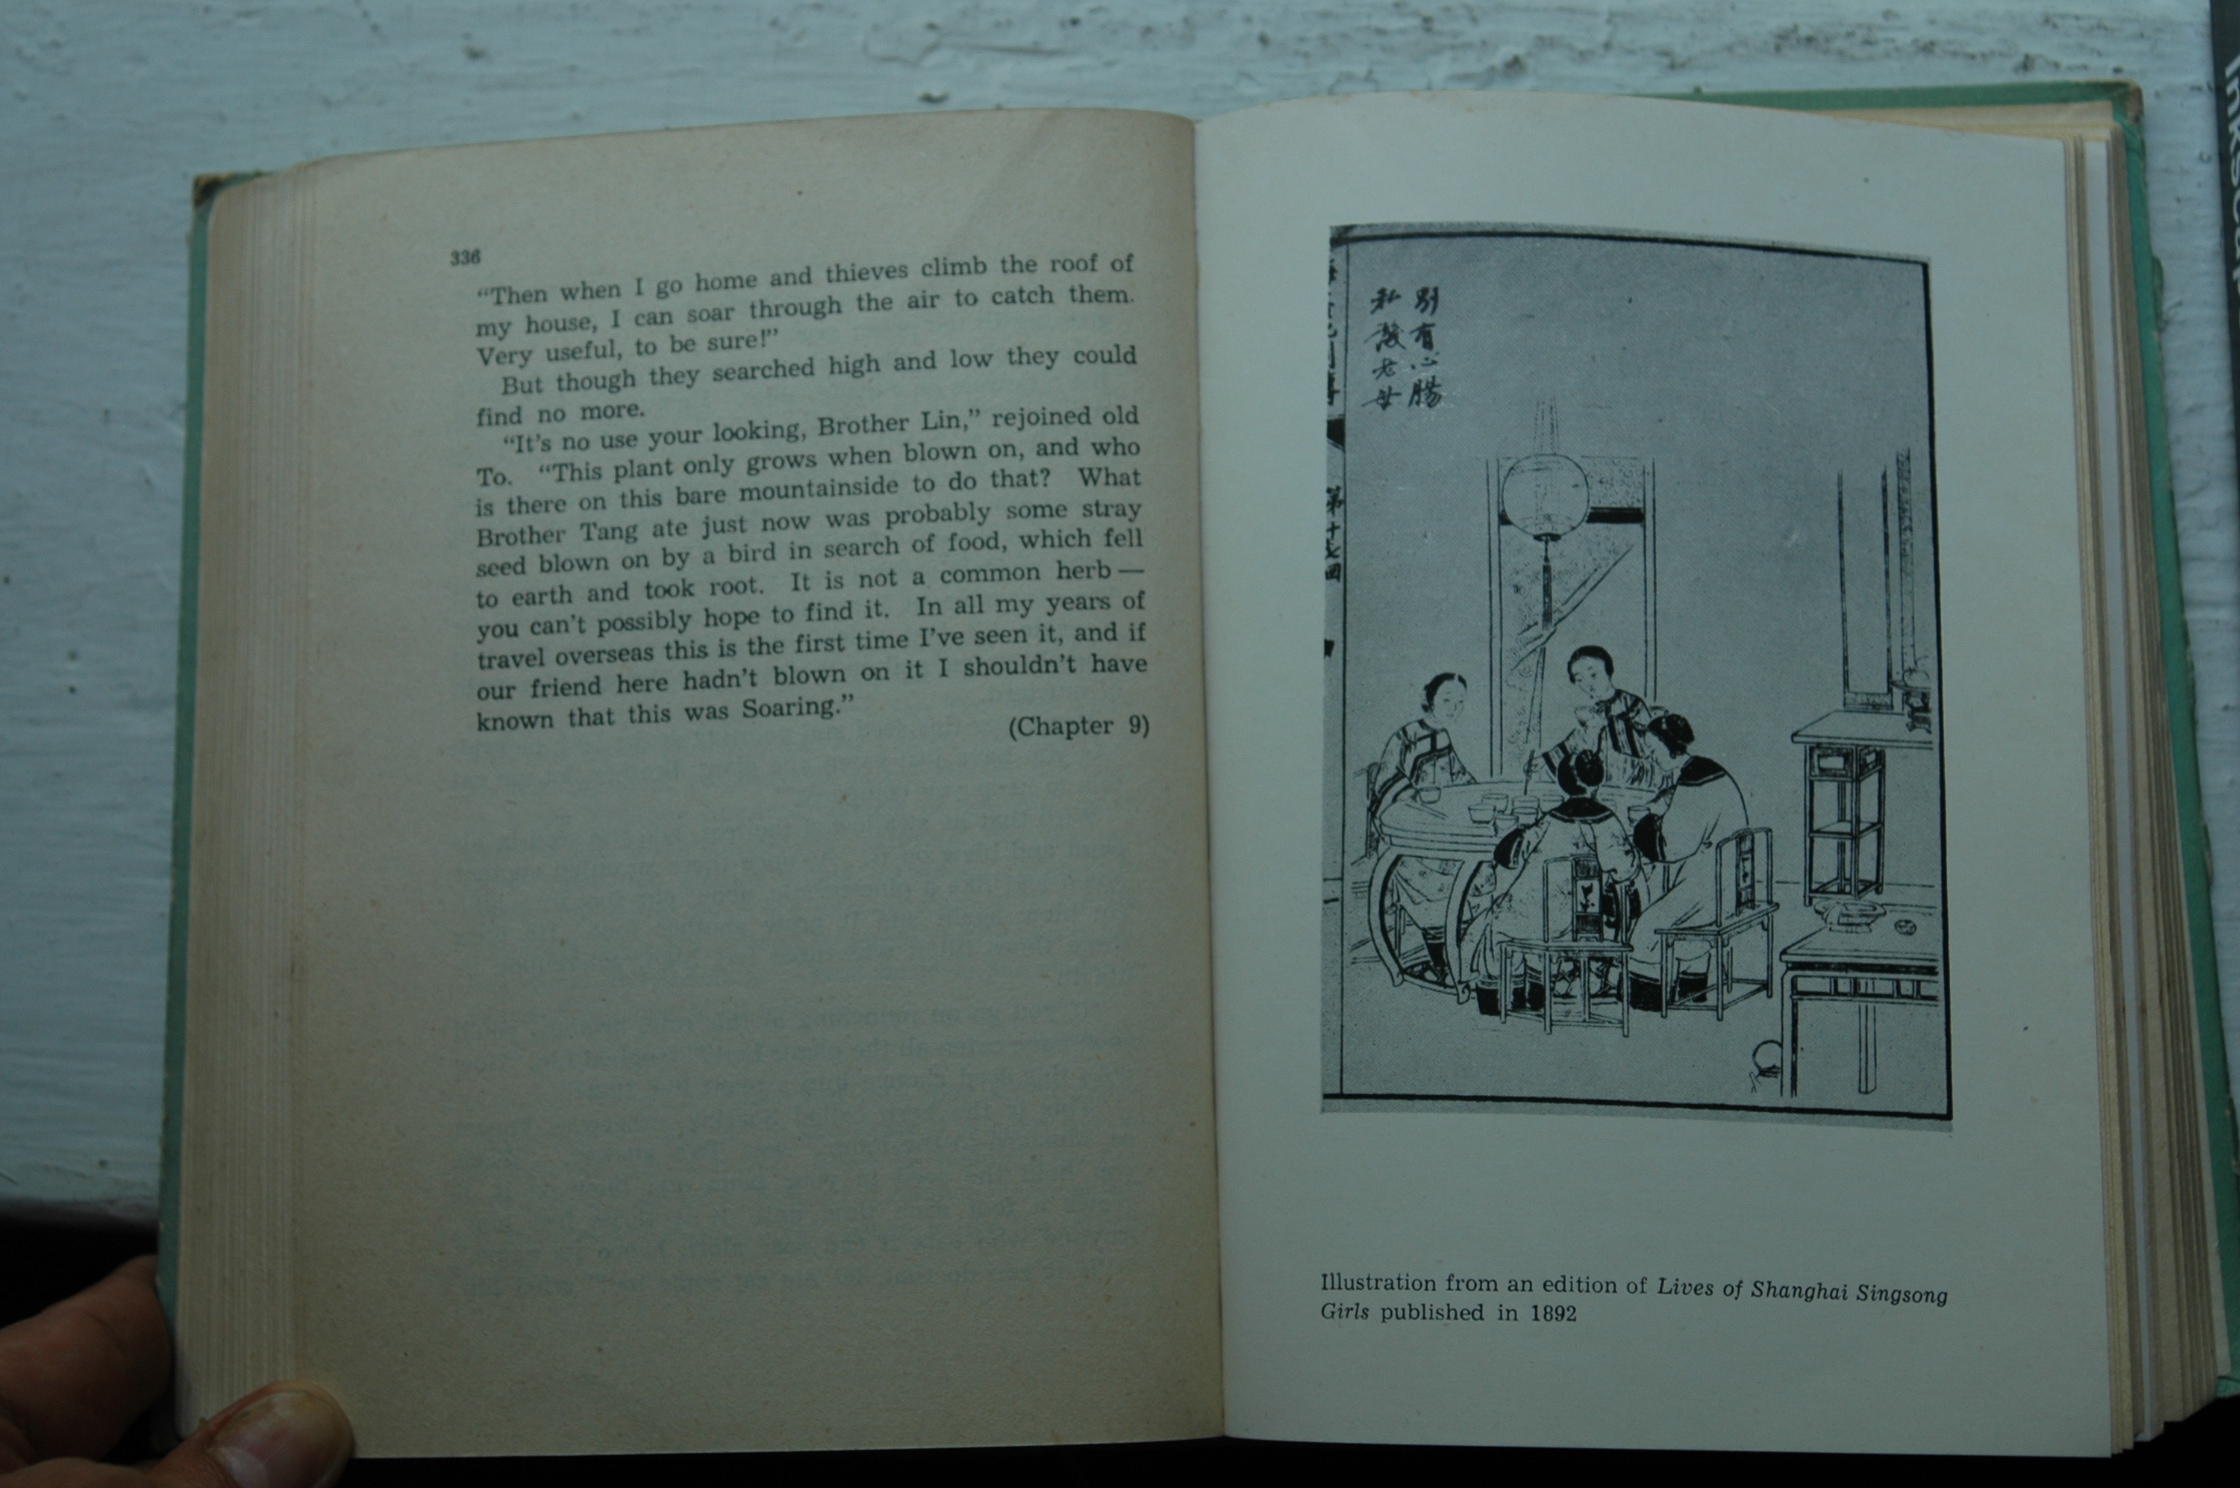 336
“Then when I go home and thieves climb the roof of
my house, I can soar through the air to catch them.
Very useful, to be sure!”
But though they searched high and low they could
find no more.
“It’s no use your looking, Brother Lin,” rejoined old
To. “This plant only grows when blown on, and who
is there on this bare mountainside to do that? What
Brother Tang ate just now was probably some stray
seed blown on by a bird in search of food, which fell
to earth and took root. It is not a common herb —
you can’t possibly hope to find it. In all my years of
travel overseas this is the first time I’ve seen it, and if
our friend here hadn’t blown on it I shouldn’t have
known that this was Soaring.”
(Chapter 9)
別有心腸
私護老母
第十七回
Illustration from an edition of Lives of Shanghai Singsong
Girls published in 1892